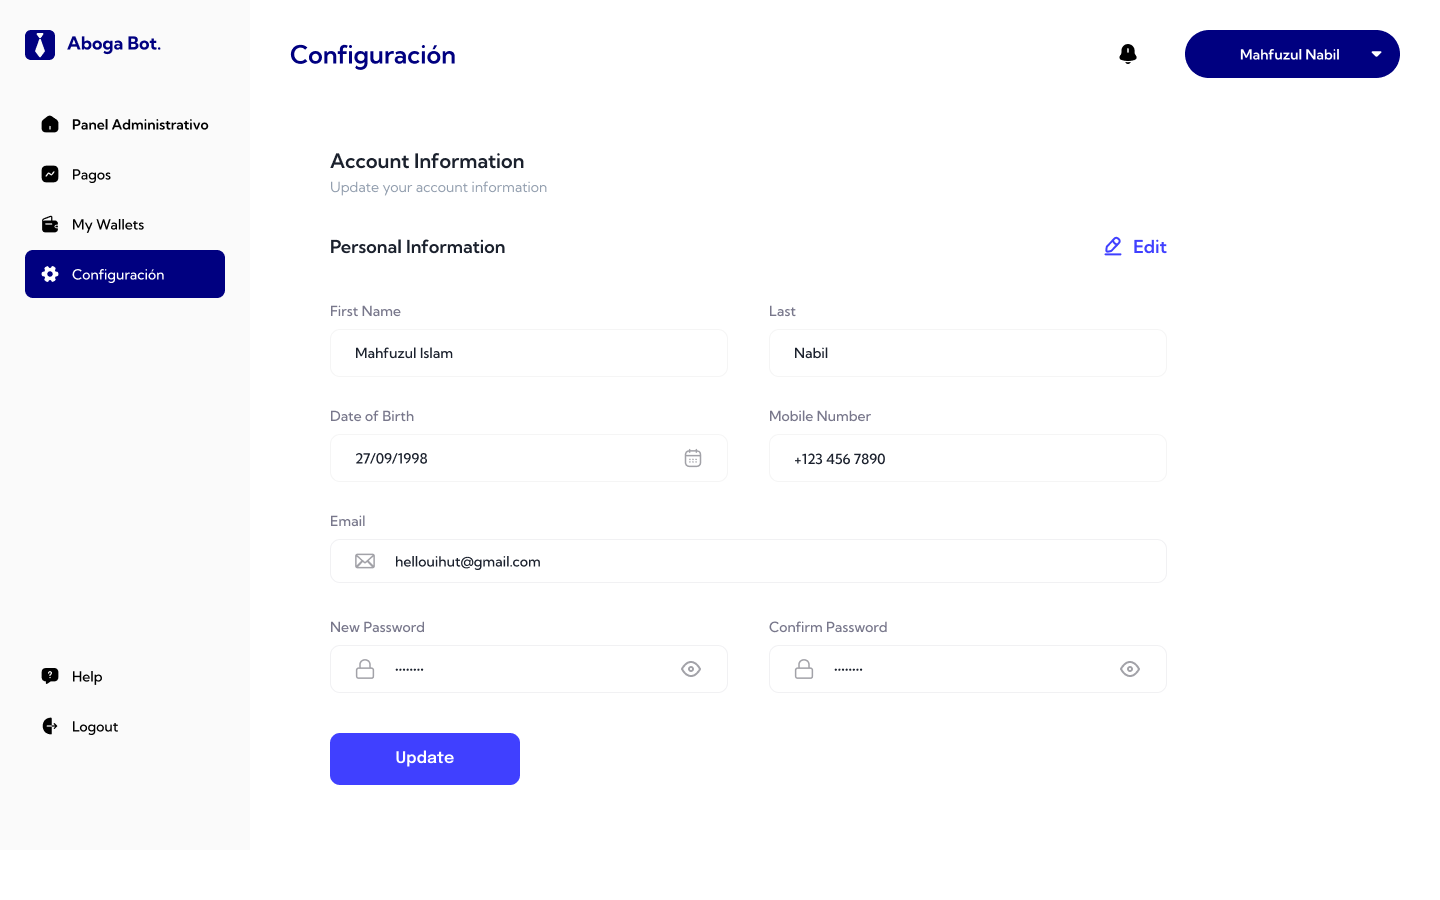 Aboga Bot.
Panel Administrativo
Pagos
My Wallets
Configuración
Help
Logout
Configuración
Mahfuzul Nabil
Account Information
Update your account information
Personal Information
Edit
First Name
Last
Mahfuzul Islam
Nabil
Date of Birth
Mobile Number
27/09/1998
+123 456 7890
Email
hellouihut@gmail.com
New Password
Confirm Password
••••••••
••••••••
Update